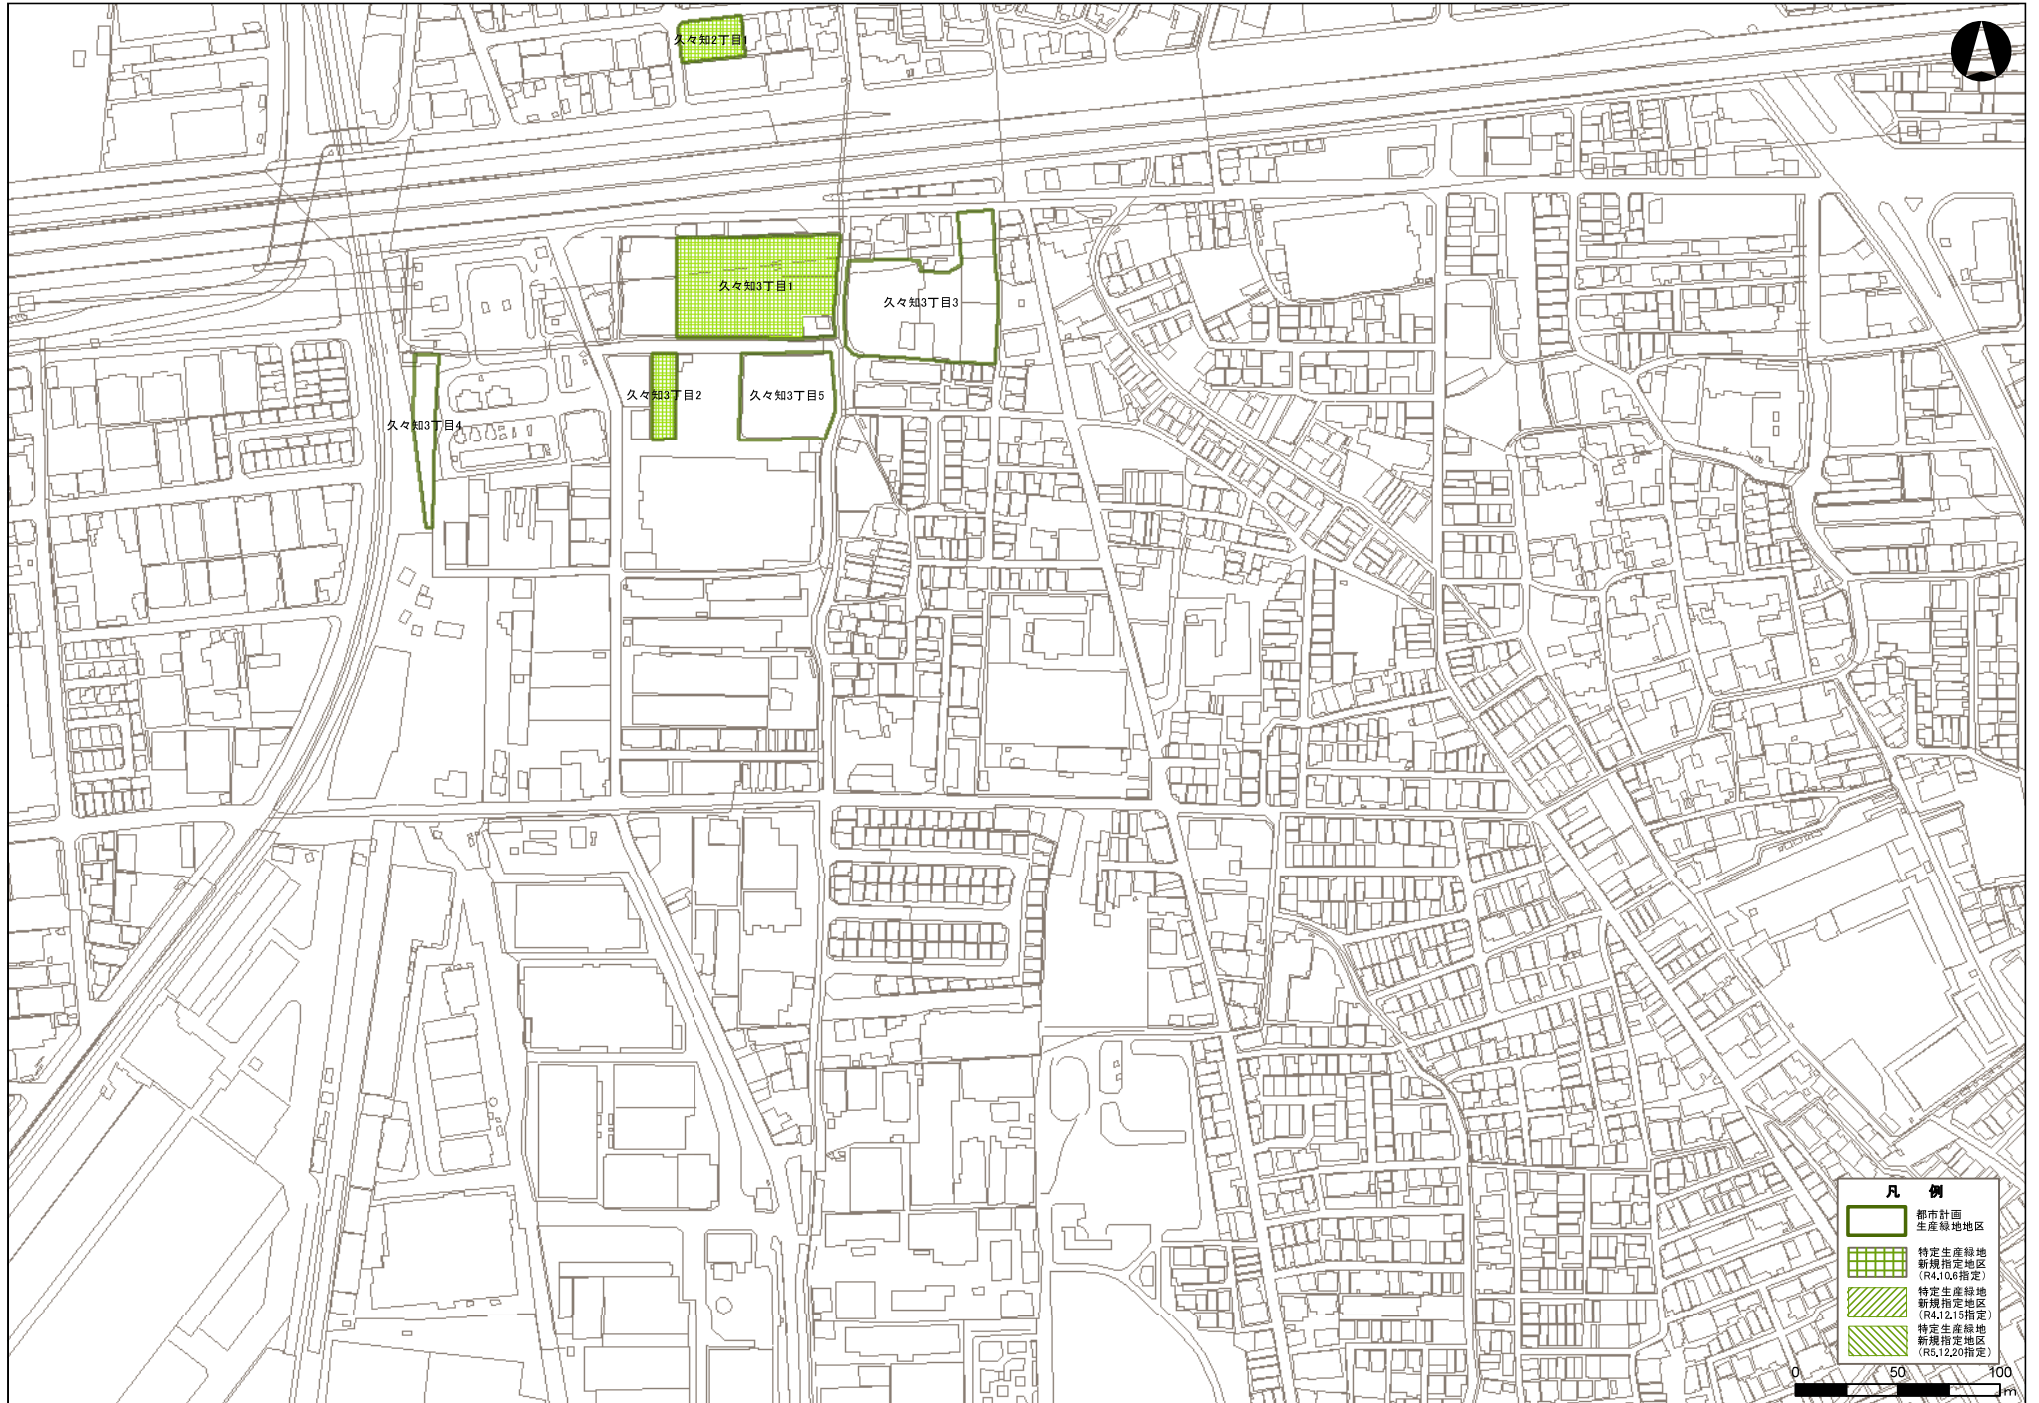 久々知2丁目1
久々知3丁目1
久々知3丁目3
久々知3丁目2
久々知3丁目5
久々知3丁目4
凡 例
都市計画
生産緑地地区
特定生産緑地
新規指定地区
(R4.10.6指定)
特定生産緑地
新規指定地区
(R4.12.15指定)
特定生産緑地
新規指定地区
(R5.12.20指定)
0 50 100
m